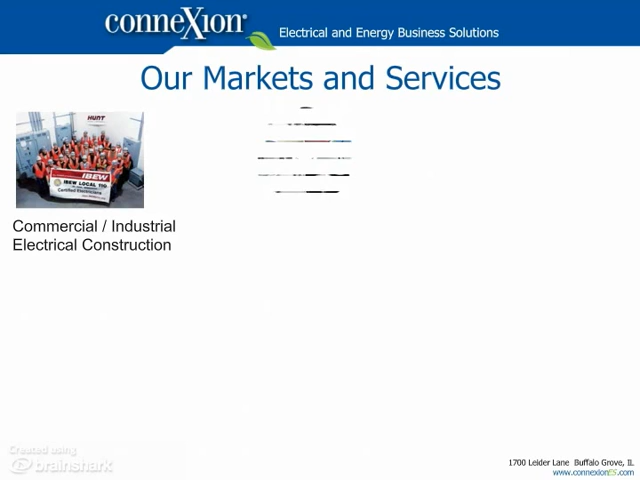 conneXion
Electrical and Energy Business Solutions
Our Markets and Services
HUNT
IBEW
IBEW LOCAL 110
Certified Electricians
Commercial / Industrial
Electrical Construction
Created using
brainshark
1700 Leider Lane Buffalo Grove, IL
www.connexionES.com